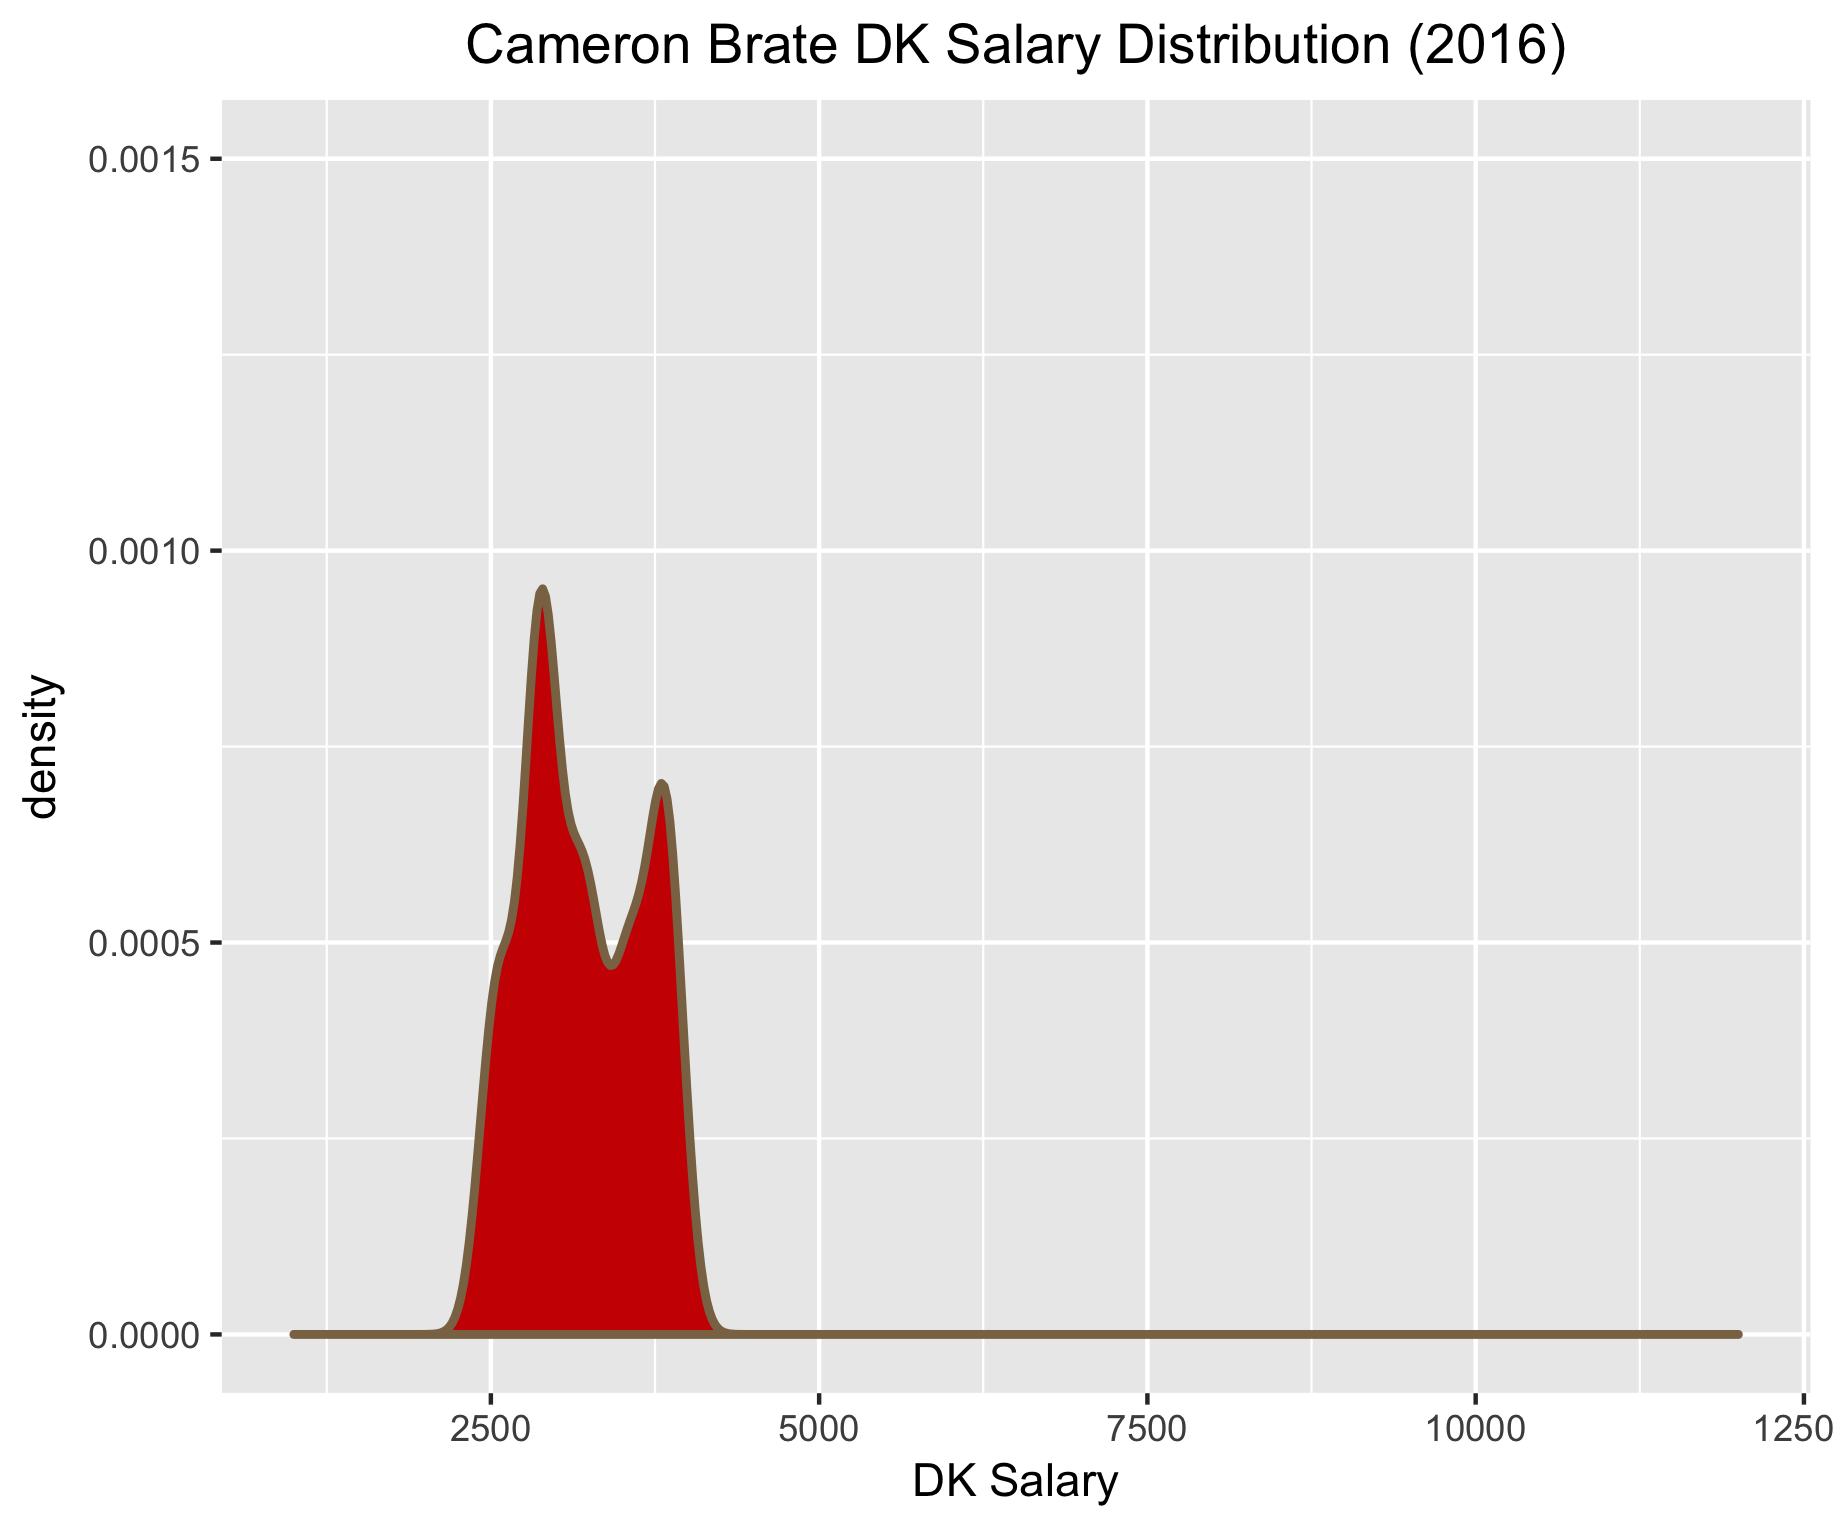 Cameron Brate DK Salary Distribution (2016)
0.0015
0.0010
0.0005
0.0000
density
2500 5000 7500 10000 1250
DK Salary